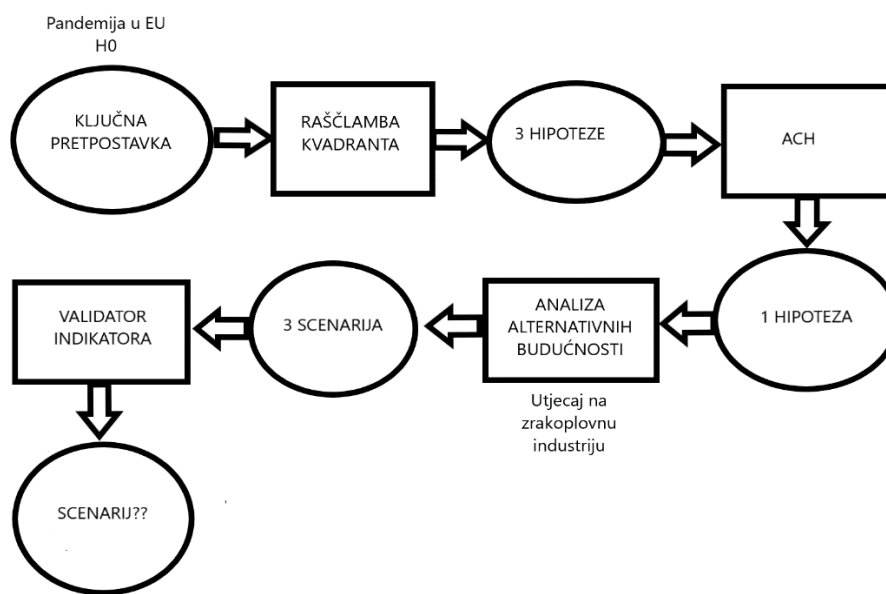 Pandemija u EU
H0
KLJUČNA
PRETPOSTAVKA
RAŠČLAMBA
KVADRANTA
3 HIPOTEZE
ACH
1 HIPOTEZA
ANALIZA
ALTERNATIVNIH
BUDUĆNOSTI
Utjecaj na
zrakoplovnu
industriju
3 SCENARIJA
VALIDATOR
INDIKATORA
SCENARIJ??